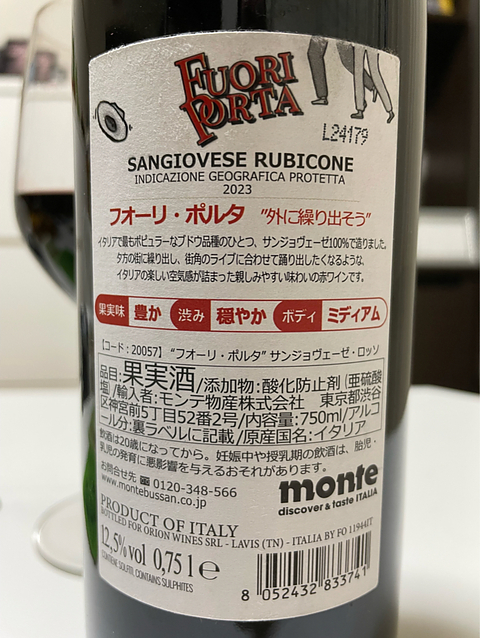 FUORI
PORTA
L24179
SANGIOVESE RUBICONE
INDICAZIONE GEOGRAFICA PROTETTA
2023
フォーリ・ポルタ "外に繰り出そう"
イタリアで最もポピュラーなブドウ品種のひとつ、サンジョヴェーゼ100%で造りました。
夕方の街に繰り出し、街角のライブに合わせて踊り出したくなるような、
イタリアの楽しい空気感が詰まった親しみやすい味わいの赤ワインです。
果実味 豊か 渋み 穏やか ボディ ミディアム
【コード：20057】 "フオーリ・ポルタ" サンジョヴェーゼ・ロッソ
品目:果実酒/添加物:酸化防止剤 (亜硫酸
塩)/輸入者:モンテ物産株式会社 東京都渋谷
区神宮前5丁目52番2号/内容量:750ml/アルコ
ール分:裏ラベルに記載/原産国名:イタリア
飲酒は20歳になってから。妊娠中や授乳期の飲酒は、胎児・
乳児の発育に悪影響を与えるおそれがあります。
お問合せ先 0120-348-566
www.montebussan.co.jp
monte
discover & taste ITALIA
PRODUCT OF ITALY
BOTTLED FOR ORION WINES SRL - LAVIS (TN) - ITALIA BY FO 11944IT
12,5% vol 0,75 l e
CONTIENE SOLFITI, CONTAINS SULPHITES
8 052432 833741